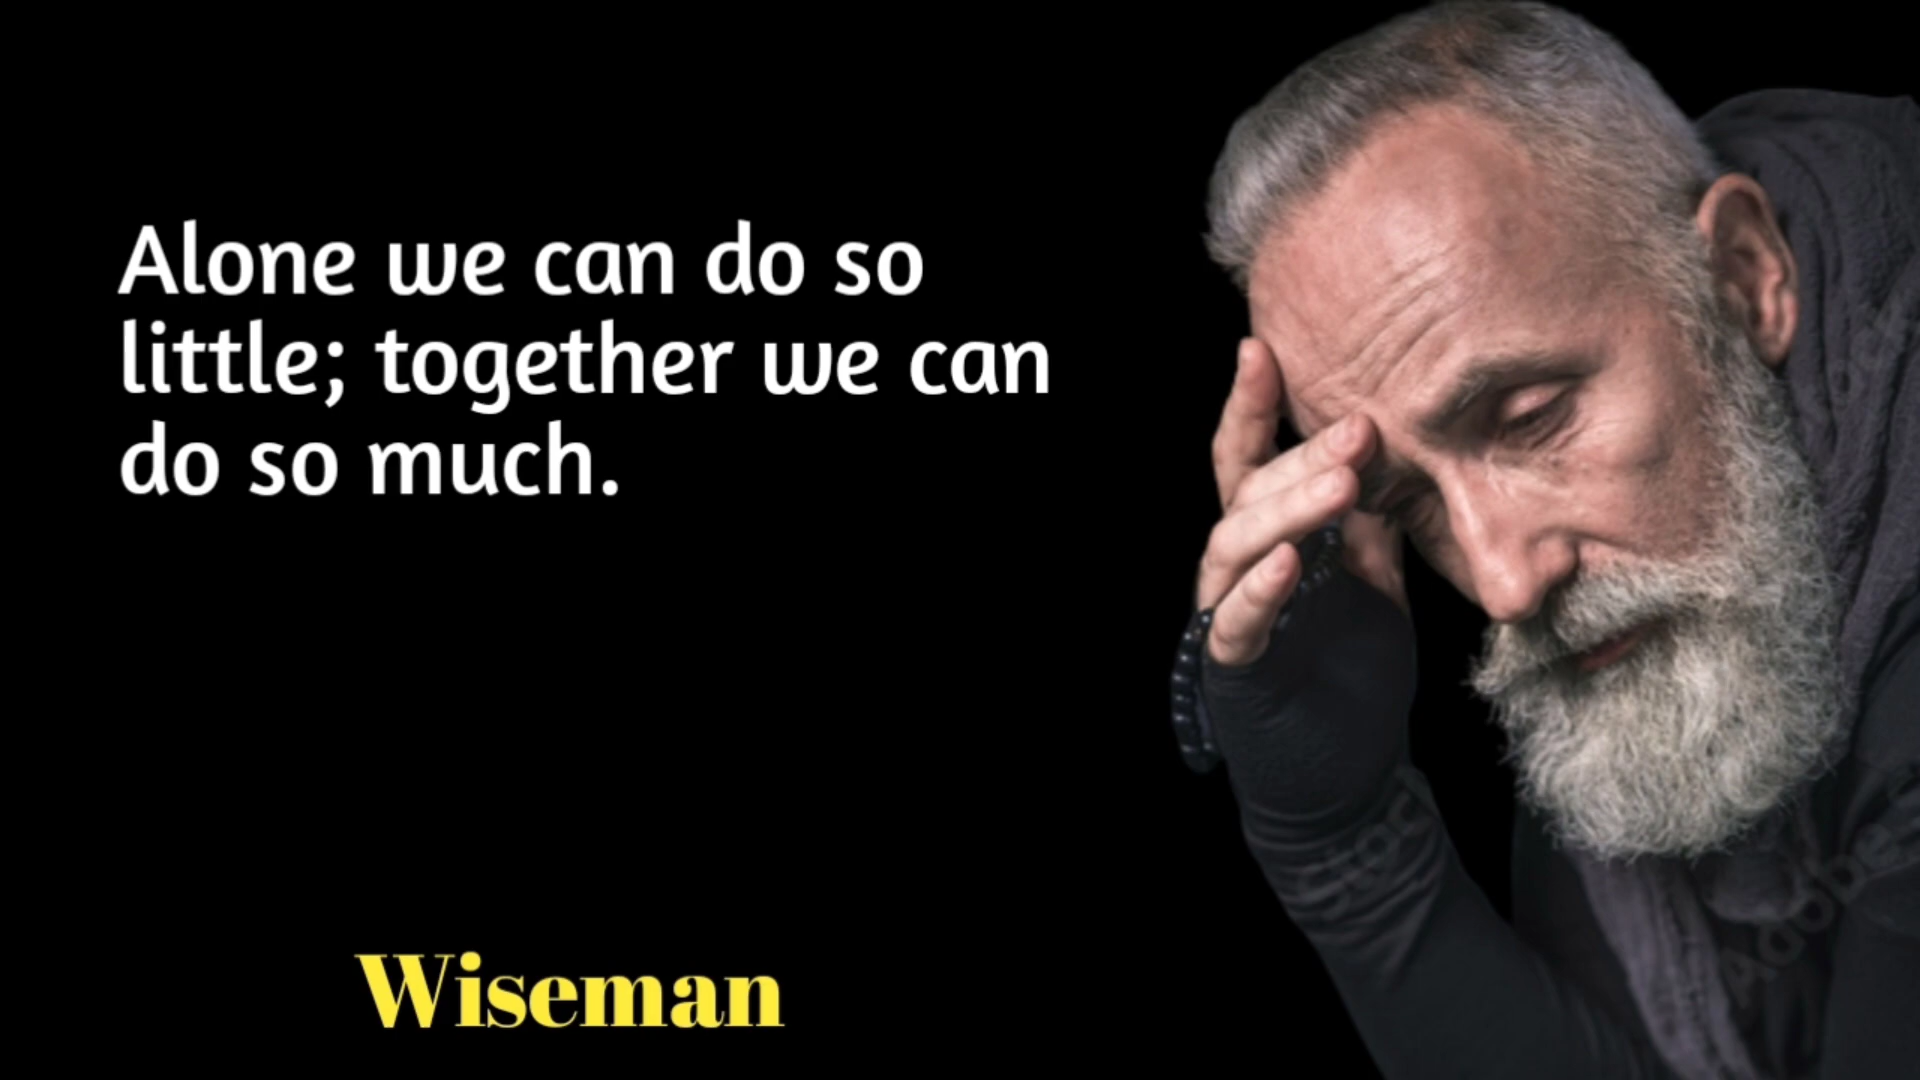 Alone we can do so
little; together we can
do so much.
Wiseman